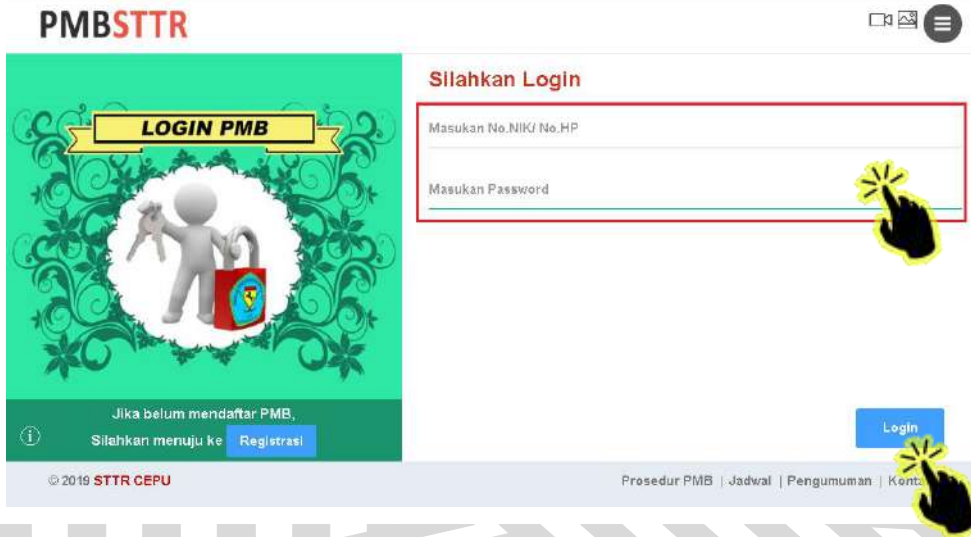 PMBSTTR
LOGIN PMB
Jika belum mendaftar PMB,
Silahkan menuju ke Registrasi
Silahkan Login
Masukan No.NIK/ No.HP
Masukan Password
Login
© 2019 STTR CEPU
Prosedur PMB | Jadwal | Pengumuman |